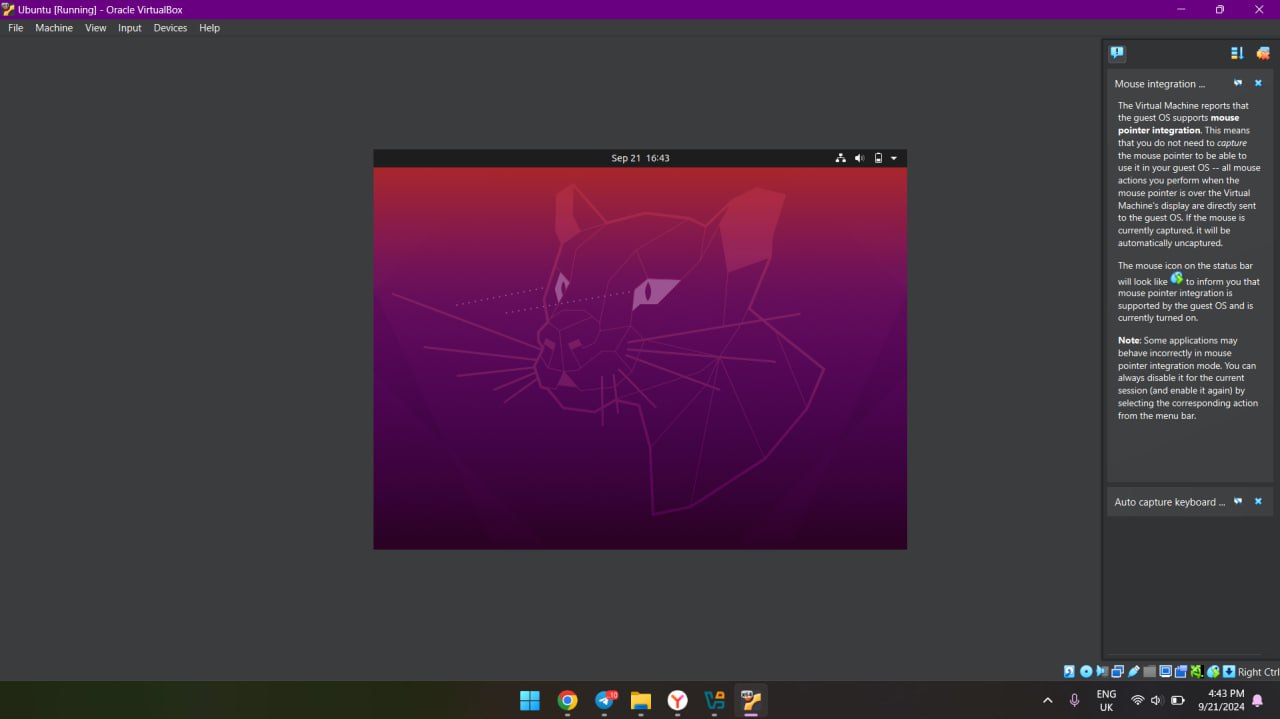 Ubuntu [Running] - Oracle VirtualBox
File Machine View Input Devices Help
Sep 21 16:43
Mouse integration ...
The Virtual Machine reports that
the guest OS supports mouse
pointer integration. This means
that you do not need to capture
the mouse pointer to be able to
use it in your guest OS -- all mouse
actions you perform when the
mouse pointer is over the Virtual
Machine's display are directly sent
to the guest OS. If the mouse is
currently captured, it will be
automatically uncaptured.
The mouse icon on the status bar
will look like to inform you that
mouse pointer integration is
supported by the guest OS and is
currently turned on.
Note: Some applications may
behave incorrectly in mouse
pointer integration mode. You can
always disable it for the current
session (and enable it again) by
selecting the corresponding action
from the menu bar.
Auto capture keyboard ...
Right Ctrl
10
ENG
UK
4:43 PM
9/21/2024